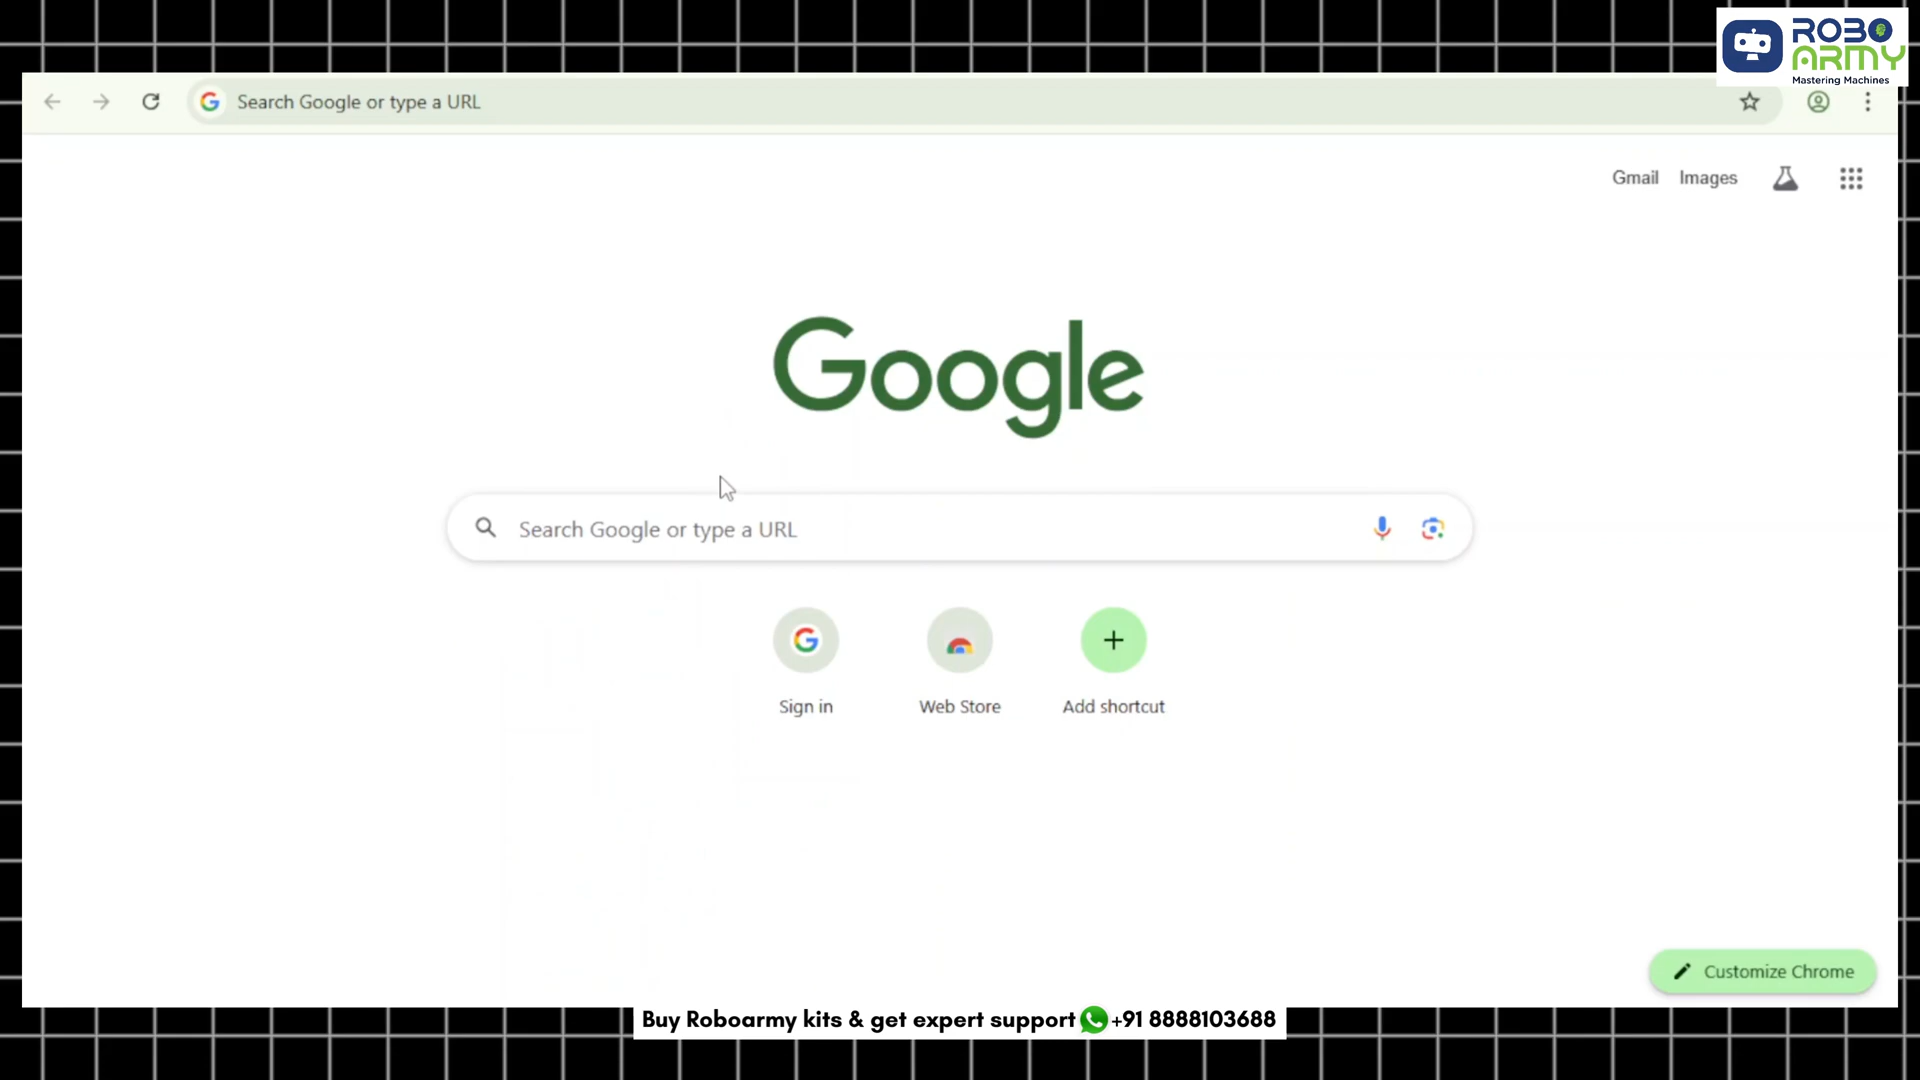 ROBO
ARMY
Mastering Machines
Search Google or type a URL
Gmail Images
Google
Search Google or type a URL
Sign in Web Store Add shortcut
Customize Chrome
Buy Roboarmy kits & get expert support +91 8888103688